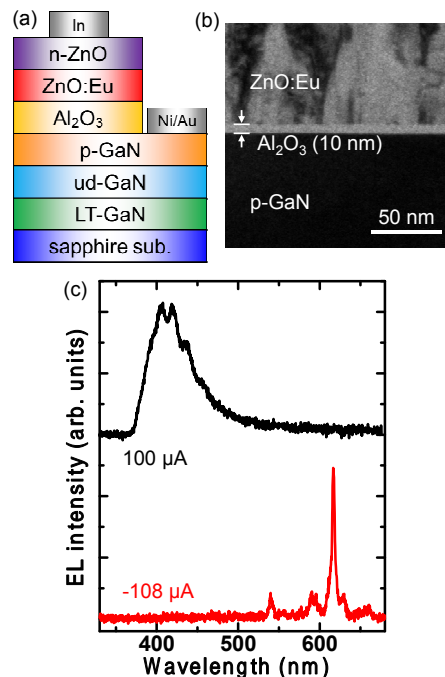 (a)
In
n-ZnO
ZnO:Eu
Al₂O₃
Ni/Au
p-GaN
ud-GaN
LT-GaN
sapphire sub.
(b)
ZnO:Eu
Al₂O₃ (10 nm)
p-GaN
50 nm
(c)
EL intensity (arb. units)
100 μA
-108 μA
400 500 600
Wavelength (nm)